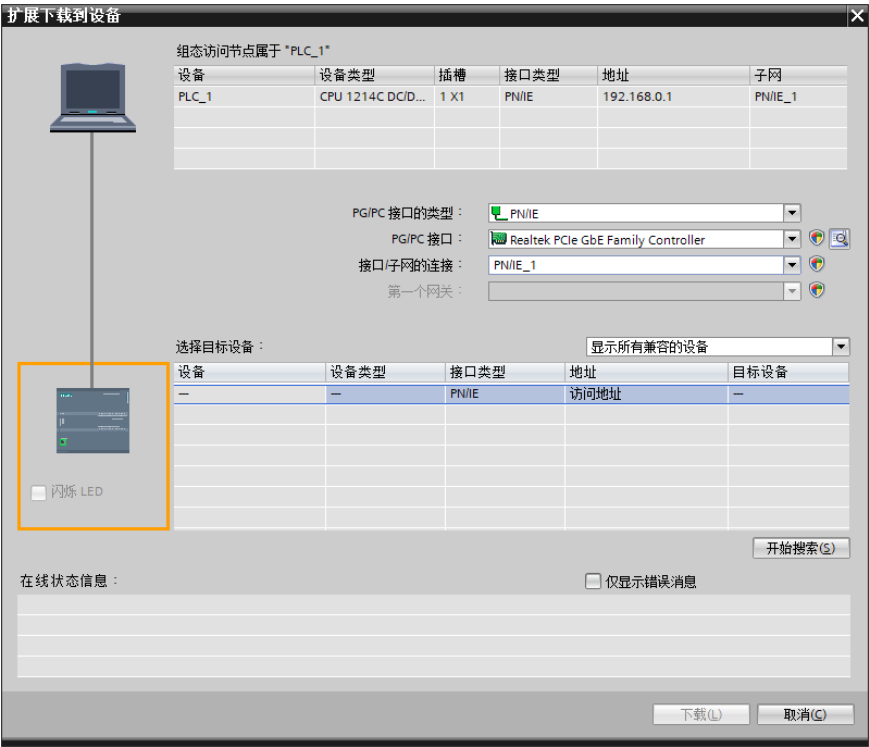 扩展下载到设备
组态访问节点属于 "PLC_1"
设备 设备类型 插槽 接口类型 地址 子网
PLC_1 CPU 1214C DC/D... 1 X1 PN/IE 192.168.0.1 PN/IE_1
PG/PC 接口的类型： PN/IE
PG/PC 接口： Realtek PCIe GbE Family Controller
接口/子网的连接： PN/IE_1
第一个网关：
选择目标设备： 显示所有兼容的设备
设备 设备类型 接口类型 地址 目标设备
— — PN/IE 访问地址 —
闪烁 LED
开始搜索(S)
在线状态信息： 仅显示错误消息
下载(L) 取消(C)